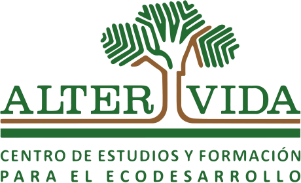 ALTER VIDA
CENTRO DE ESTUDIOS Y FORMACIÓN
PARA EL ECODESARROLLO